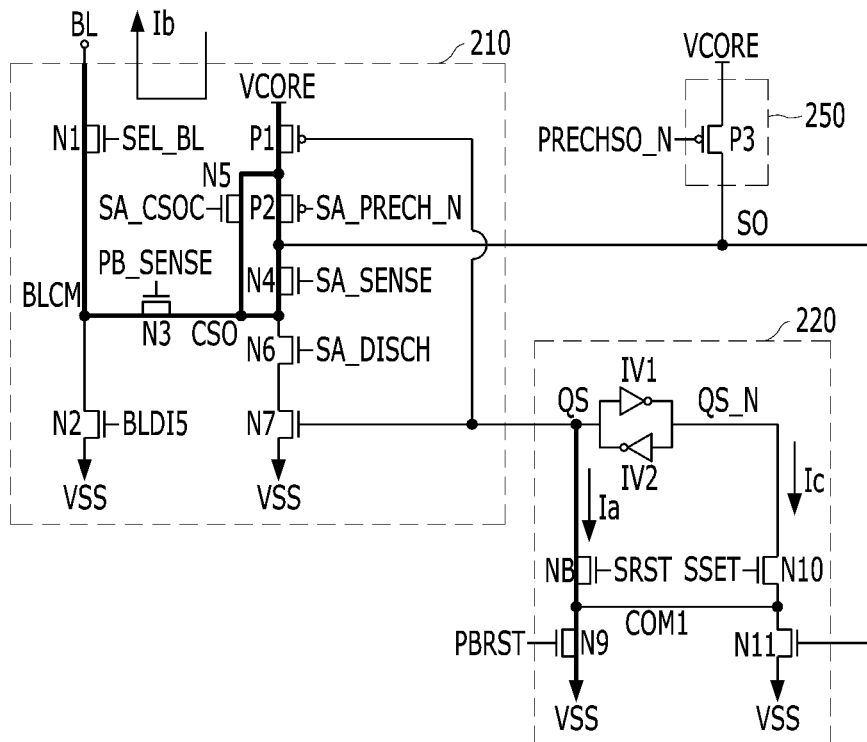 BL
Ib
210
VCORE
VCORE
N1
SEL_BL
P1
PRECHSO_N
P3
250
N5
SA_CSOC
P2
SA_PRECH_N
SO
PB_SENSE
N4
SA_SENSE
BLCM
N3
CSO
N6
SA_DISCH
220
IV1
QS
QS_N
N2
BLDI5
N7
IV2
VSS
VSS
Ia
Ic
NB
SRST
SSET
N10
COM1
PBRST
N9
N11
VSS
VSS